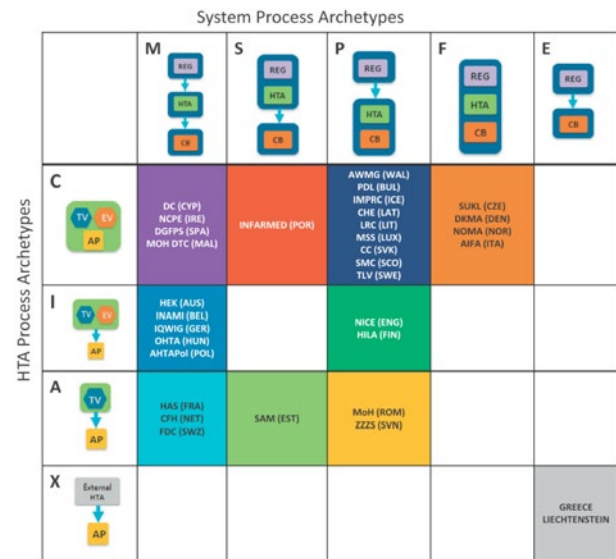 System Process Archetypes
HTA Process Archetypes
M
S
P
F
E
REG
HTA
CB
REG
HTA
CB
REG
HTA
CB
REG
HTA
CB
REG
CB
C
TV
EV
AP
DC (CYP)
NCPE (IRE)
DGFPS (SPA)
MOH DTC (MAL)
INFARMED (POR)
AWMG (WAL)
PDL (BUL)
IMPRC (ICE)
CHE (LAT)
LRC (LIT)
MSS (LUX)
CC (SVK)
SMC (SCO)
TLV (SWE)
SUKL (CZE)
DKMA (DEN)
NOMA (NOR)
AIFA (ITA)
I
TV
EV
AP
HEK (AUS)
INAMI (BEL)
IQWIG (GER)
OHTA (HUN)
AHTAPol (POL)
NICE (ENG)
HILA (FIN)
A
TV
AP
HAS (FRA)
CFH (NET)
FDC (SWZ)
SAM (EST)
MoH (ROM)
ZZZS (SVN)
X
External
HTA
AP
GREECE
LIECHTENSTEIN